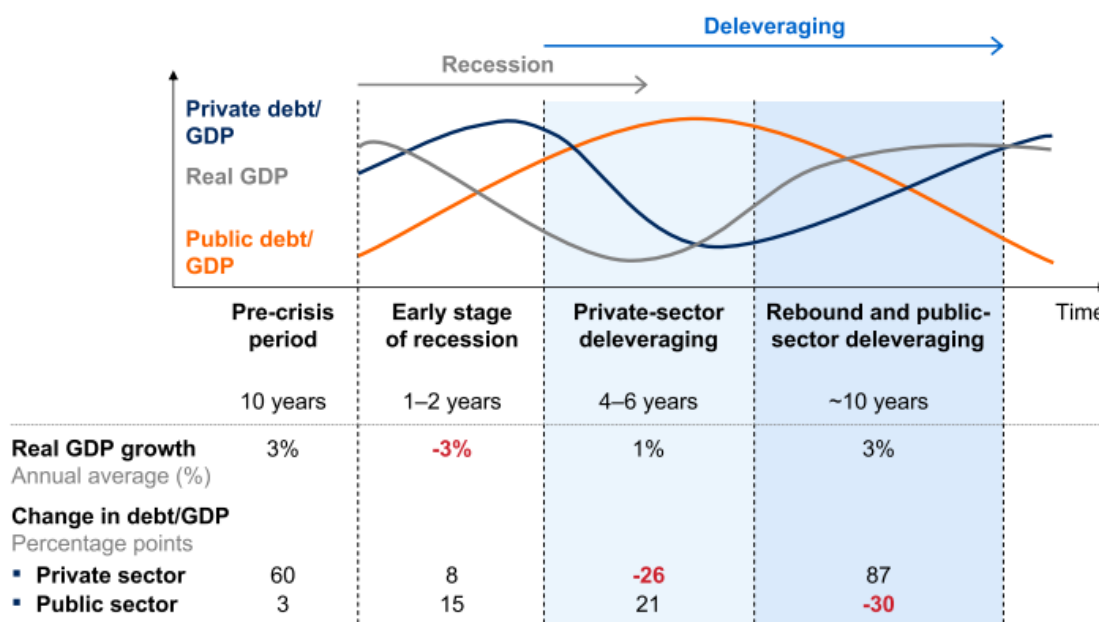 Deleveraging
Recession
Private debt/
GDP
Real GDP
Public debt/
GDP
Pre-crisis
period
Early stage
of recession
Private-sector
deleveraging
Rebound and public-
sector deleveraging
Time
10 years
1–2 years
4–6 years
~10 years
Real GDP growth 3% -3% 1% 3%
Annual average (%)
Change in debt/GDP
Percentage points
▪ Private sector 60 8 -26 87
▪ Public sector 3 15 21 -30